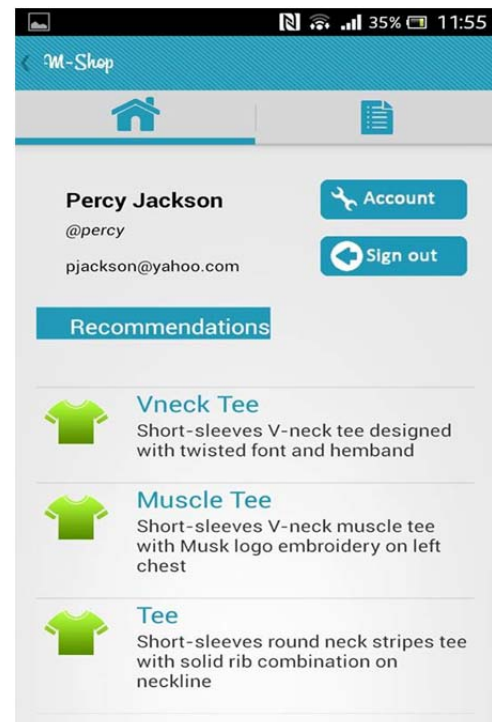 35% 11:55
M-Shop
Percy Jackson
@percy
pjackson@yahoo.com
Account
Sign out
Recommendations
Vneck Tee
Short-sleeves V-neck tee designed
with twisted font and hemband
Muscle Tee
Short-sleeves V-neck muscle tee
with Musk logo embroidery on left
chest
Tee
Short-sleeves round neck stripes tee
with solid rib combination on
neckline